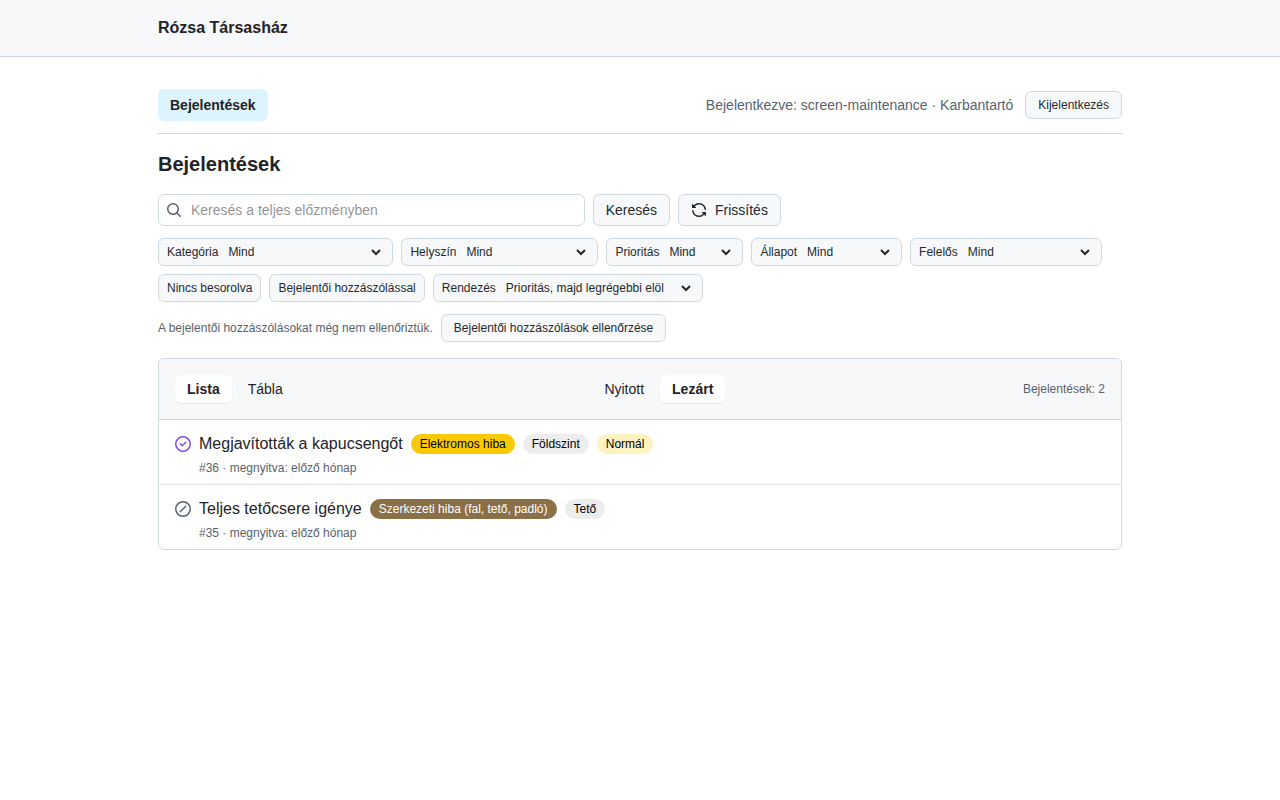 Rózsa Társasház
Bejelentések
Bejelentkezve: screen-maintenance · Karbantartó
Kijelentkezés
Bejelentések
Keresés a teljes előzményben
Keresés
Frissítés
Kategória Mind
Helyszín Mind
Prioritás Mind
Állapot Mind
Felelős Mind
Nincs besorolva
Bejelentői hozzászólással
Rendezés Prioritás, majd legrégebbi elöl
A bejelentői hozzászólásokat még nem ellenőriztük.
Bejelentői hozzászólások ellenőrzése
Lista
Tábla
Nyitott
Lezárt
Bejelentések: 2
Megjavították a kapucsengőt Elektromos hiba Földszint Normál
#36 · megnyitva: előző hónap
Teljes tetőcsere igénye Szerkezeti hiba (fal, tető, padló) Tető
#35 · megnyitva: előző hónap